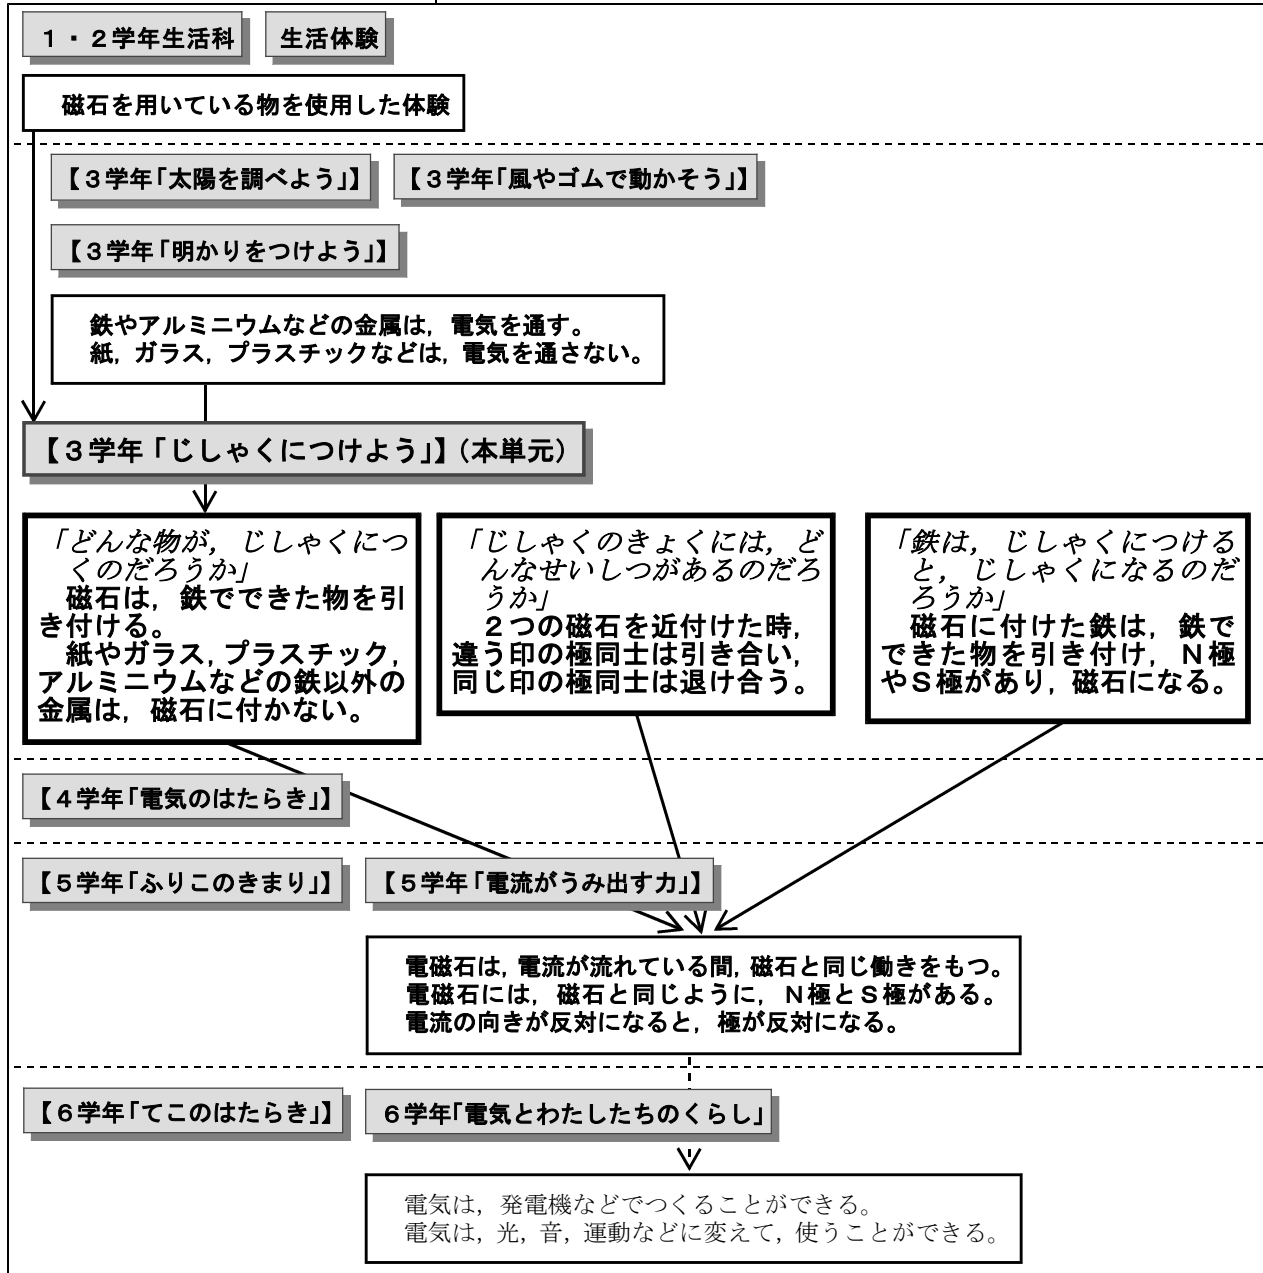 １・２学年生活科
生活体験
磁石を用いている物を使用した体験
【３学年「太陽を調べよう」】
【３学年「風やゴムで動かそう」】
【３学年「明かりをつけよう」】
鉄やアルミニウムなどの金属は，電気を通す。
紙，ガラス，プラスチックなどは，電気を通さない。
【３学年「じしゃくにつけよう」】（本単元）
「どんな物が，じしゃくにつ
くのだろうか」
磁石は，鉄でできた物を引
き付ける。
紙やガラス，プラスチック，
アルミニウムなどの鉄以外の
金属は，磁石に付かない。
「じしゃくのきょくには，ど
んなせいしつがあるのだろ
うか」
２つの磁石を近付けた時，
違う印の極同士は引き合い，
同じ印の極同士は退け合う。
「鉄は，じしゃくにつける
と，じしゃくになるのだ
ろうか」
磁石に付けた鉄は，鉄で
できた物を引き付け，Ｎ極
やＳ極があり，磁石になる。
【４学年「電気のはたらき」】
【５学年「ふりこのきまり」】
【５学年「電流がうみ出す力」】
電磁石は，電流が流れている間，磁石と同じ働きをもつ。
電磁石には，磁石と同じように，Ｎ極とＳ極がある。
電流の向きが反対になると，極が反対になる。
【６学年「てこのはたらき」】
６学年「電気とわたしたちのくらし」
電気は，発電機などでつくることができる。
電気は，光，音，運動などに変えて，使うことができる。